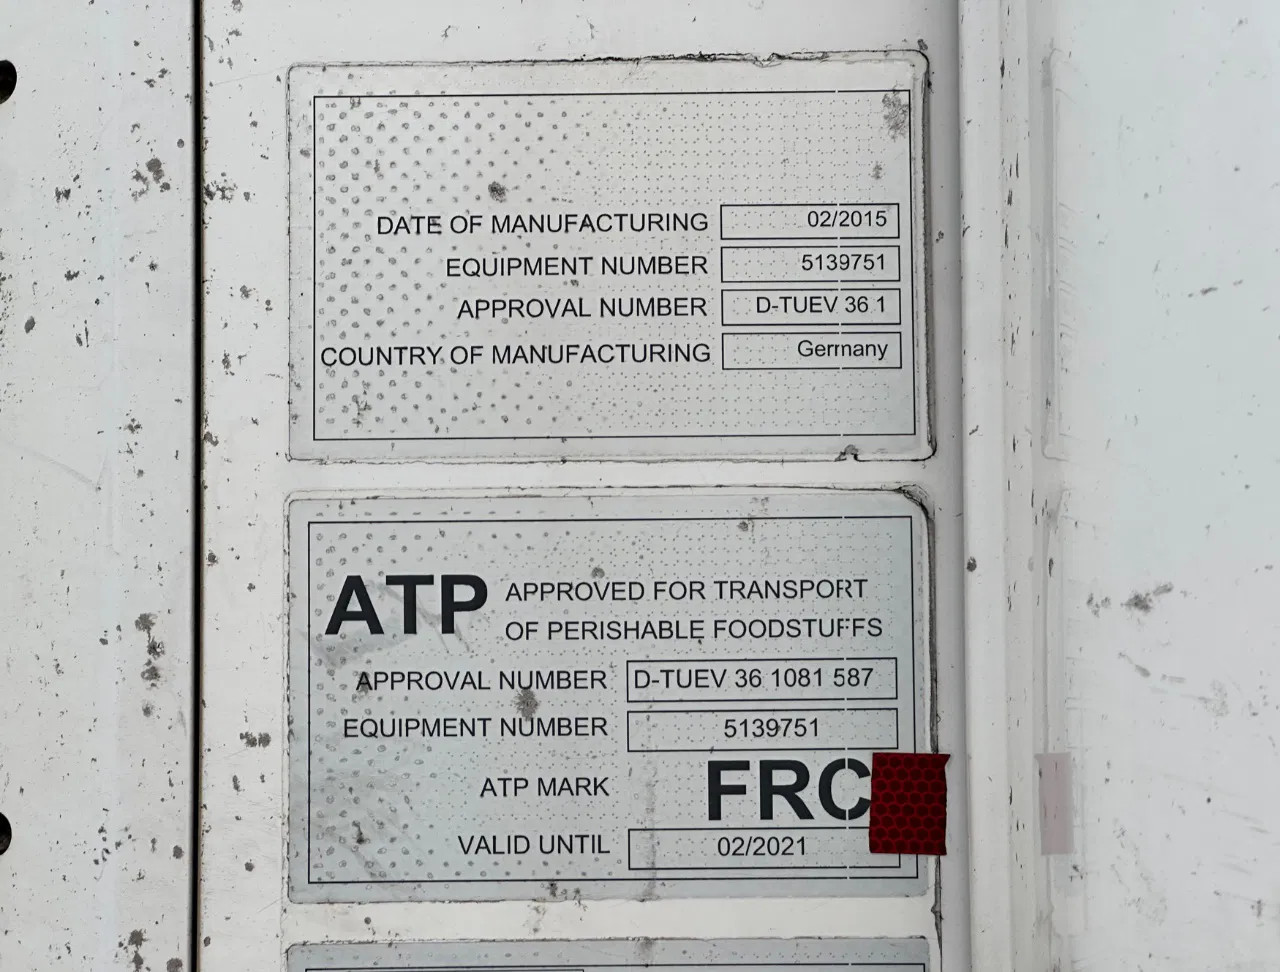 DATE OF MANUFACTURING 02/2015
EQUIPMENT NUMBER 5139751
APPROVAL NUMBER D-TUEV 36 1
COUNTRY OF MANUFACTURING Germany
ATP APPROVED FOR TRANSPORT
OF PERISHABLE FOODSTUFFS
APPROVAL NUMBER D-TUEV 36 1081 587
EQUIPMENT NUMBER 5139751
ATP MARK FRC
VALID UNTIL 02/2021